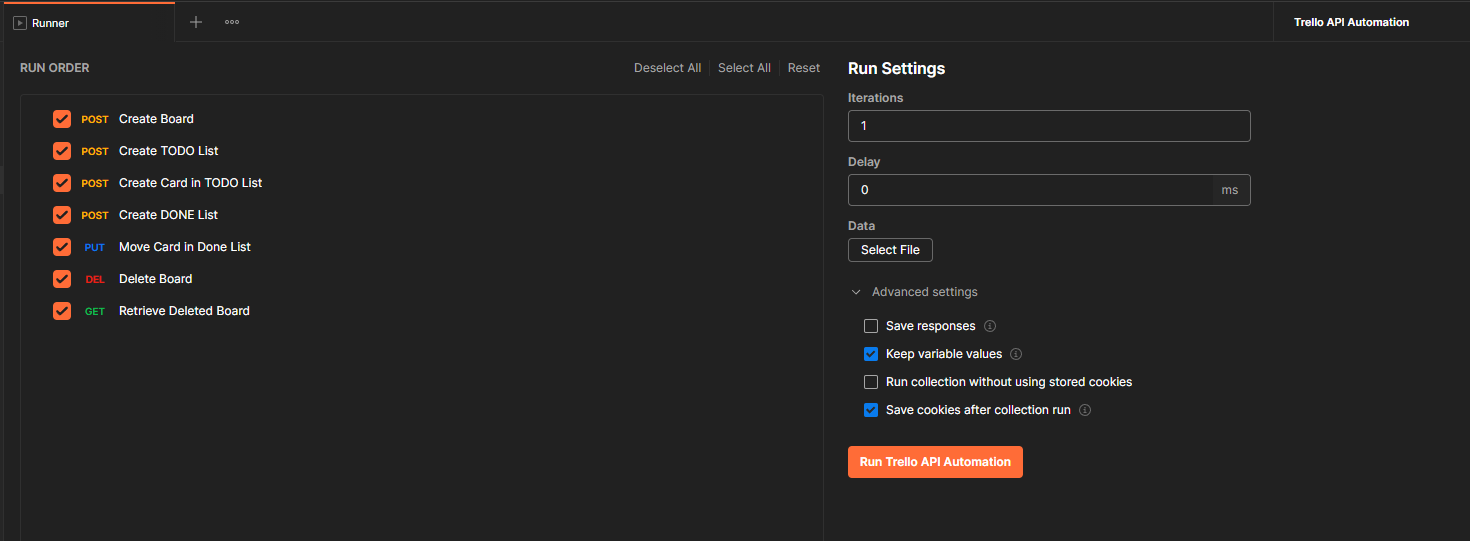 Runner
Trello API Automation
RUN ORDER
Deselect All
Select All
Reset
POST Create Board
POST Create TODO List
POST Create Card in TODO List
POST Create DONE List
PUT Move Card in Done List
DEL Delete Board
GET Retrieve Deleted Board
Run Settings
Iterations
1
Delay
0 ms
Data
Select File
Advanced settings
Save responses
Keep variable values
Run collection without using stored cookies
Save cookies after collection run
Run Trello API Automation